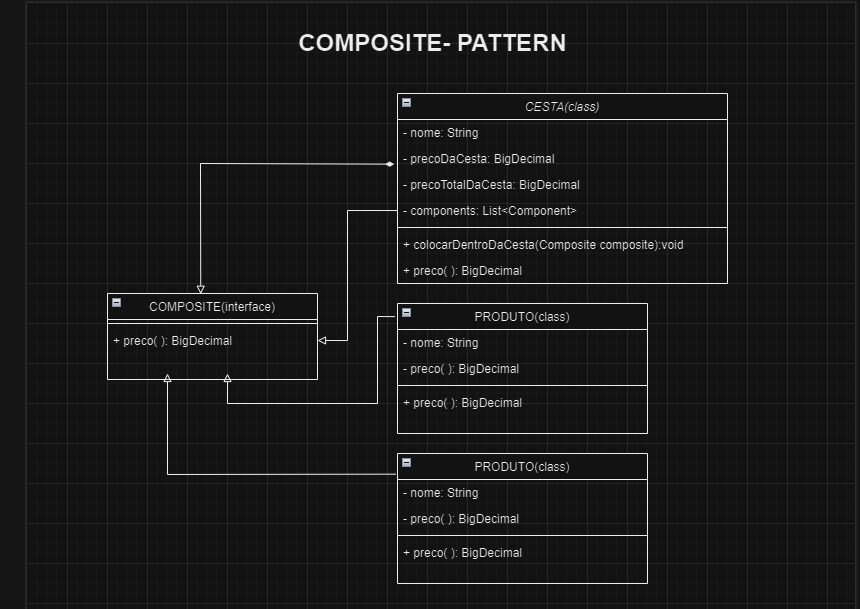 COMPOSITE- PATTERN
CESTA(class)
- nome: String
- precoDaCesta: BigDecimal
- precoTotalDaCesta: BigDecimal
- components: List<Component>
+ colocarDentroDaCesta(Composite composite):void
+ preco( ): BigDecimal
COMPOSITE(interface)
+ preco( ): BigDecimal
PRODUTO(class)
- nome: String
- preco( ): BigDecimal
+ preco( ): BigDecimal
PRODUTO(class)
- nome: String
- preco( ): BigDecimal
+ preco( ): BigDecimal